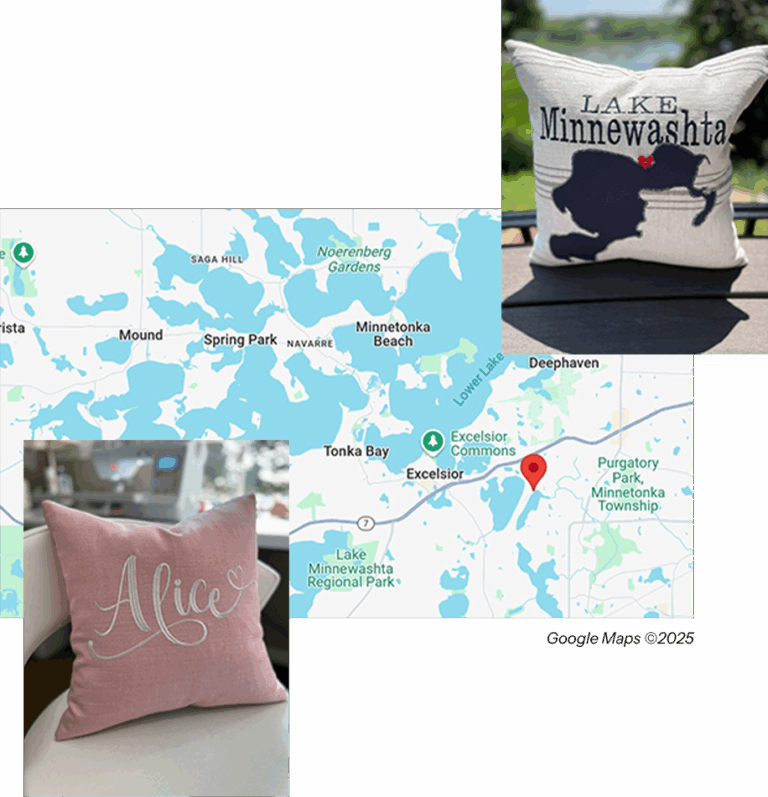 LAKE
Minnewashta
Noerenberg
Gardens
SAGA HILL
e
rista
Mound
Spring Park
NAVARRE
Minnetonka
Beach
Lower Lake
Deephaven
Tonka Bay
Excelsior
Commons
Excelsior
Purgatory
Park,
Minnetonka
Township
7
Lake
Minnewashta
Regional Park
Alice
Google Maps ©2025